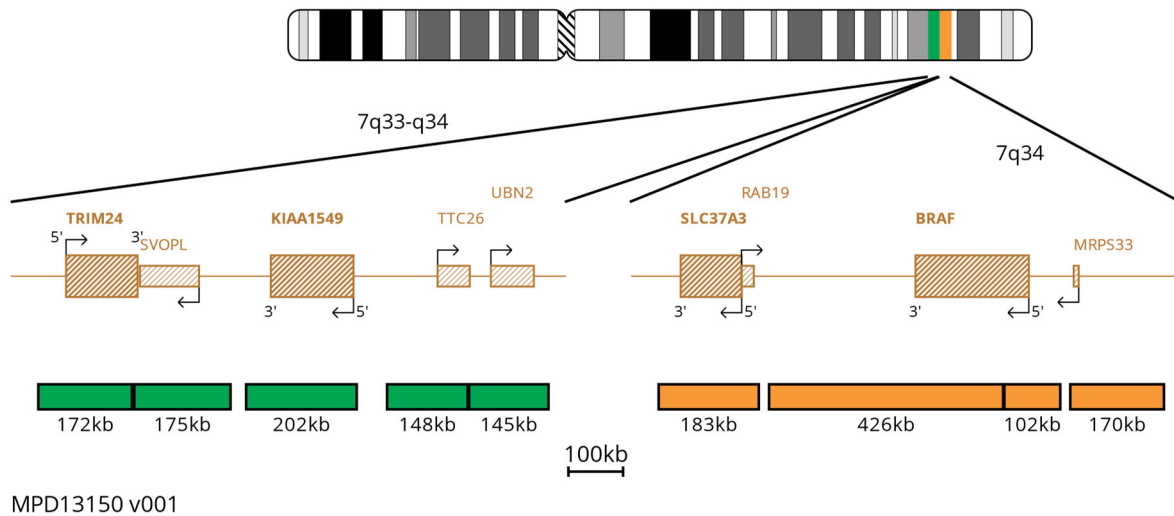 7q33-q34
7q34
UBN2
RAB19
TRIM24
KIAA1549
TTC26
SLC37A3
BRAF
5'
3'
SVOPL
MRPS33
3'
5'
3'
5'
3'
5'
172kb
175kb
202kb
148kb
145kb
183kb
426kb
102kb
170kb
100kb
MPD13150 v001